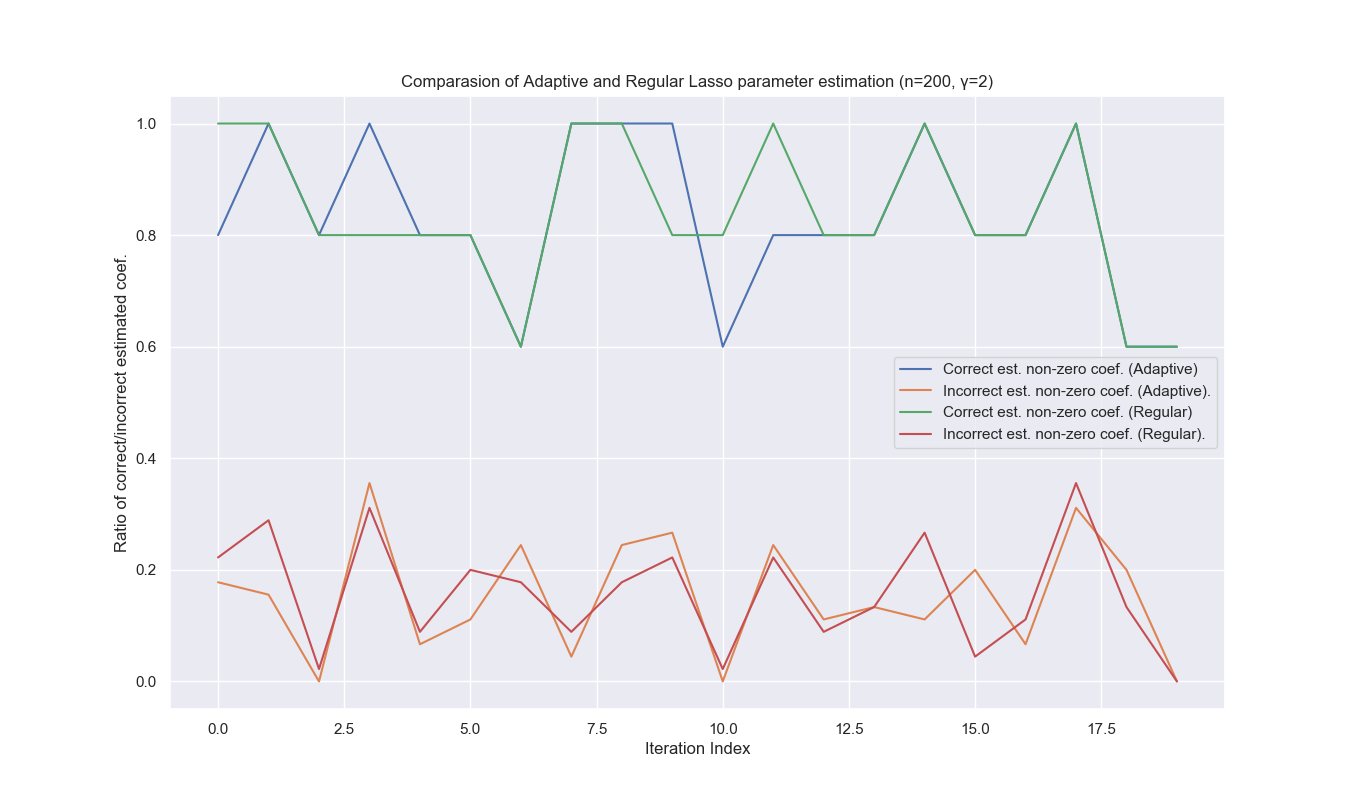 Comparasion of Adaptive and Regular Lasso parameter estimation (n=200, γ=2)
Ratio of correct/incorrect estimated coef.
1.0
0.8
0.6
0.4
0.2
0.0
Correct est. non-zero coef. (Adaptive)
Incorrect est. non-zero coef. (Adaptive).
Correct est. non-zero coef. (Regular)
Incorrect est. non-zero coef. (Regular).
0.0 2.5 5.0 7.5 10.0 12.5 15.0 17.5
Iteration Index